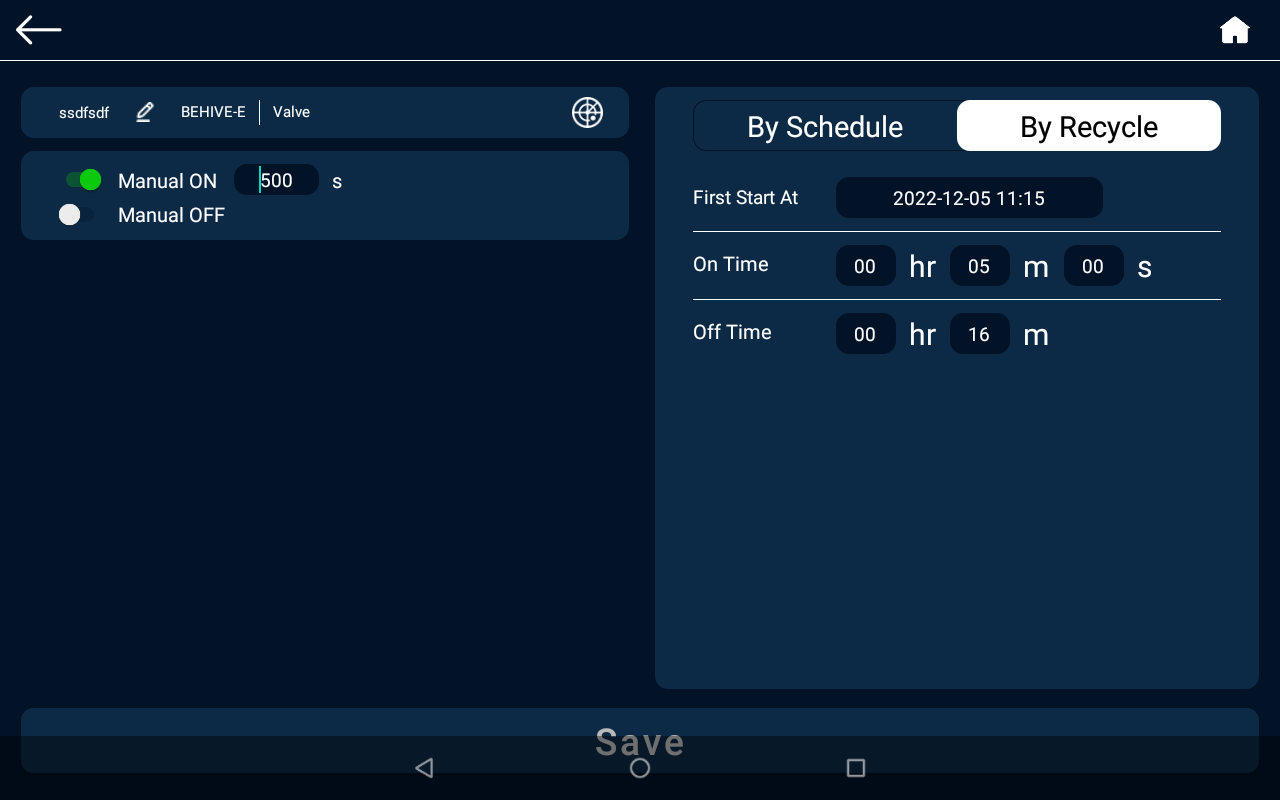 ssdfsdf BEHIVE-E Valve
Manual ON 500 s
Manual OFF
By Schedule By Recycle
First Start At 2022-12-05 11:15
On Time 00 hr 05 m 00 s
Off Time 00 hr 16 m
Save